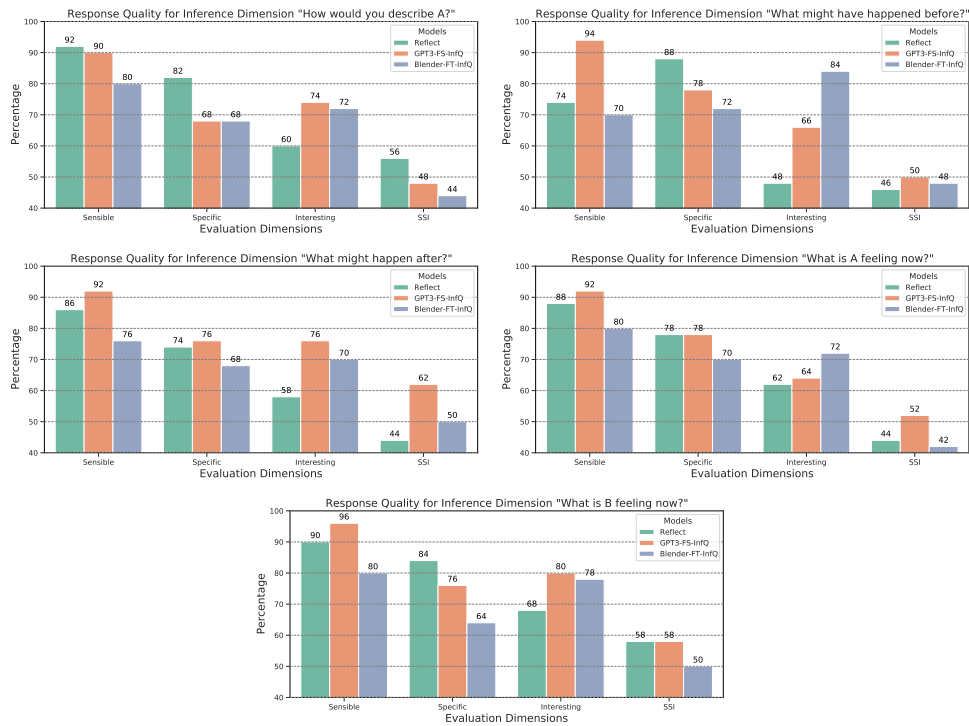 Response Quality for Inference Dimension "How would you describe A?"
Percentage
100
90
80
70
60
50
40
92 90 80
82 68 68
60 74 72
56 48 44
Models
Reflect
GPT3-FS-InfQ
Blender-FT-InfQ
Sensible Specific Interesting SSI
Evaluation Dimensions
Response Quality for Inference Dimension "What might have happened before?"
Percentage
100
90
80
70
60
50
40
74 94 70
88 78 72
48 66 84
46 50 48
Models
Reflect
GPT3-FS-InfQ
Blender-FT-InfQ
Sensible Specific Interesting SSI
Evaluation Dimensions
Response Quality for Inference Dimension "What might happen after?"
Percentage
100
90
80
70
60
50
40
86 92 76
74 76 68
58 76 70
44 62 50
Models
Reflect
GPT3-FS-InfQ
Blender-FT-InfQ
Sensible Specific Interesting SSI
Evaluation Dimensions
Response Quality for Inference Dimension "What is A feeling now?"
Percentage
100
90
80
70
60
50
40
88 92 80
78 78 70
62 64 72
44 52 42
Models
Reflect
GPT3-FS-InfQ
Blender-FT-InfQ
Sensible Specific Interesting SSI
Evaluation Dimensions
Response Quality for Inference Dimension "What is B feeling now?"
Percentage
100
90
80
70
60
50
40
90 96 80
84 76 64
68 80 78
58 58 50
Models
Reflect
GPT3-FS-InfQ
Blender-FT-InfQ
Sensible Specific Interesting SSI
Evaluation Dimensions